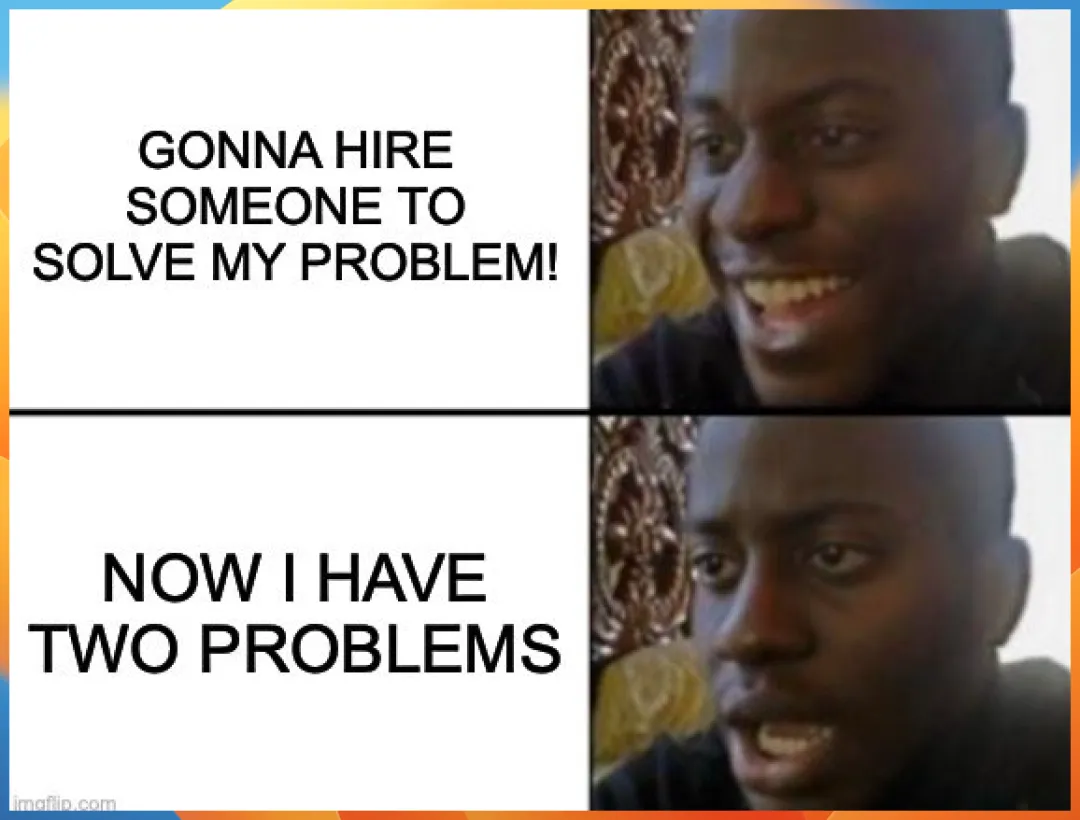 GONNA HIRE
SOMEONE TO
SOLVE MY PROBLEM!
NOW I HAVE
TWO PROBLEMS
imgflip.com